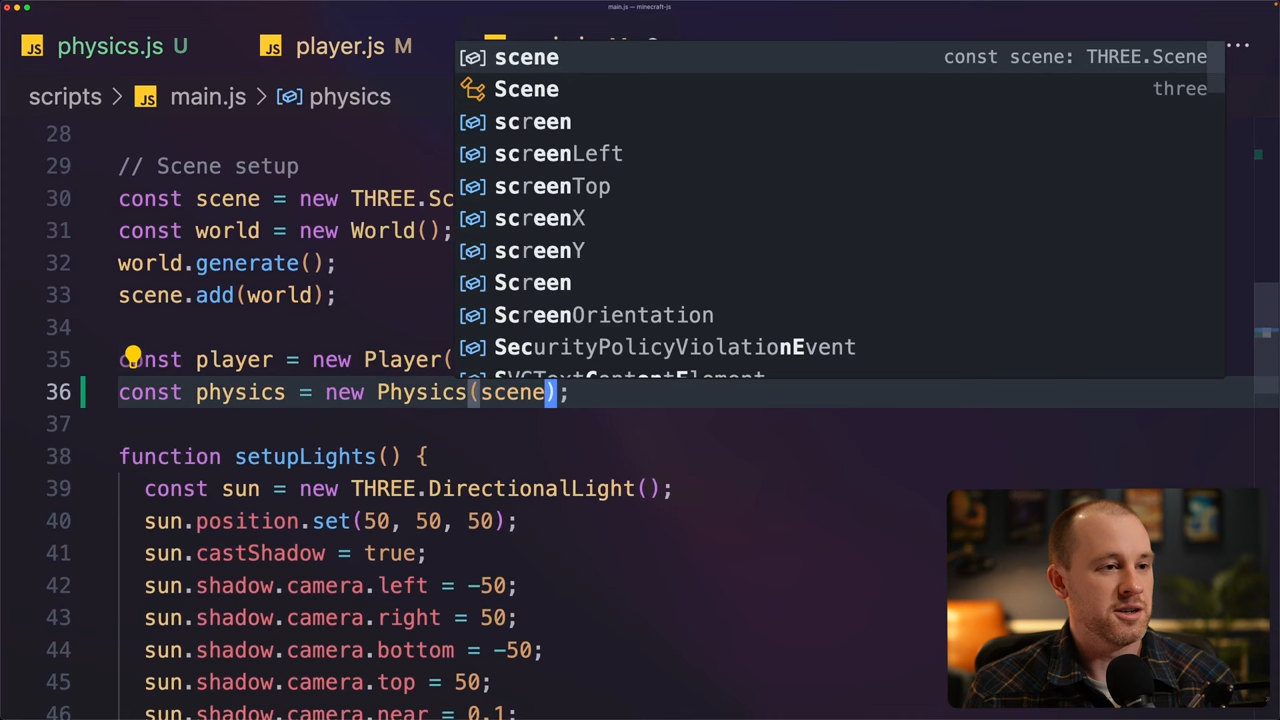 main.js — minecraft-js
JS physics.js U
JS player.js M
scripts > JS main.js > physics
scene const scene: THREE.Scene
Scene three
screen
screenLeft
screenTop
screenX
screenY
Screen
ScreenOrientation
SecurityPolicyViolationEvent
SVGTextContentElement
28
29 // Scene setup
30 const scene = new THREE.Sc
31 const world = new World();
32 world.generate();
33 scene.add(world);
34
35 const player = new Player(
36 const physics = new Physics(scene);
37
38 function setupLights() {
39 const sun = new THREE.DirectionalLight();
40 sun.position.set(50, 50, 50);
41 sun.castShadow = true;
42 sun.shadow.camera.left = -50;
43 sun.shadow.camera.right = 50;
44 sun.shadow.camera.bottom = -50;
45 sun.shadow.camera.top = 50;
46 sun.shadow.camera.near = 0.1;